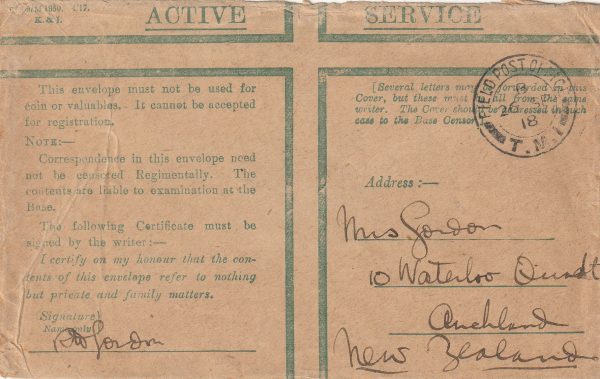 1850. 4/17.
K. & J.
ACTIVE SERVICE
This envelope must not be used for
coin or valuables. It cannot be accepted
for registration.
NOTE:—
Correspondence in this envelope need
not be censored Regimentally. The
contents are liable to examination at the
Base.
The following Certificate must be
signed by the writer:—
I certify on my honour that the con-
tents of this envelope refer to nothing
but private and family matters.
Signature
Name only
Gordon
[Several letters may be forwarded in this
Cover, but these must all be from the same
writer. The Cover should be addressed in such
case to the Base Censor.
FIELD POST OFFICE
18
T.M.1
Address:—
Mrs Gordon
10 Waterloo
Auckland
New Zealand